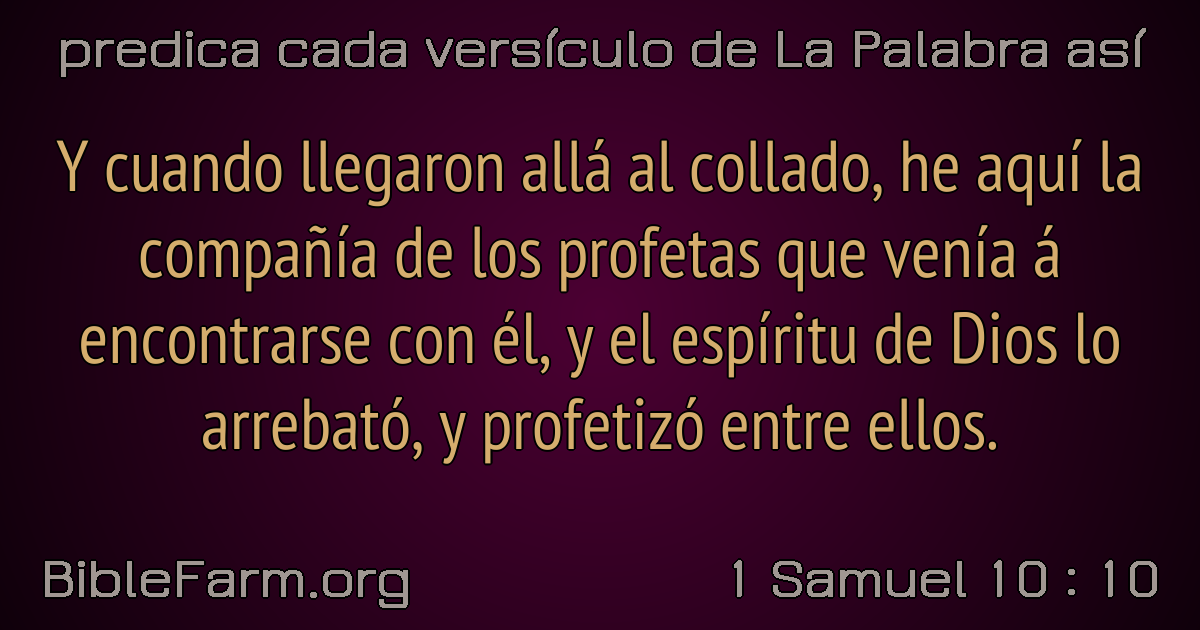 predica cada versículo de La Palabra así
Y cuando llegaron allá al collado, he aquí la
compañía de los profetas que venía á
encontrarse con él, y el espíritu de Dios lo
arrebató, y profetizó entre ellos.
BibleFarm.org
1 Samuel 10 : 10